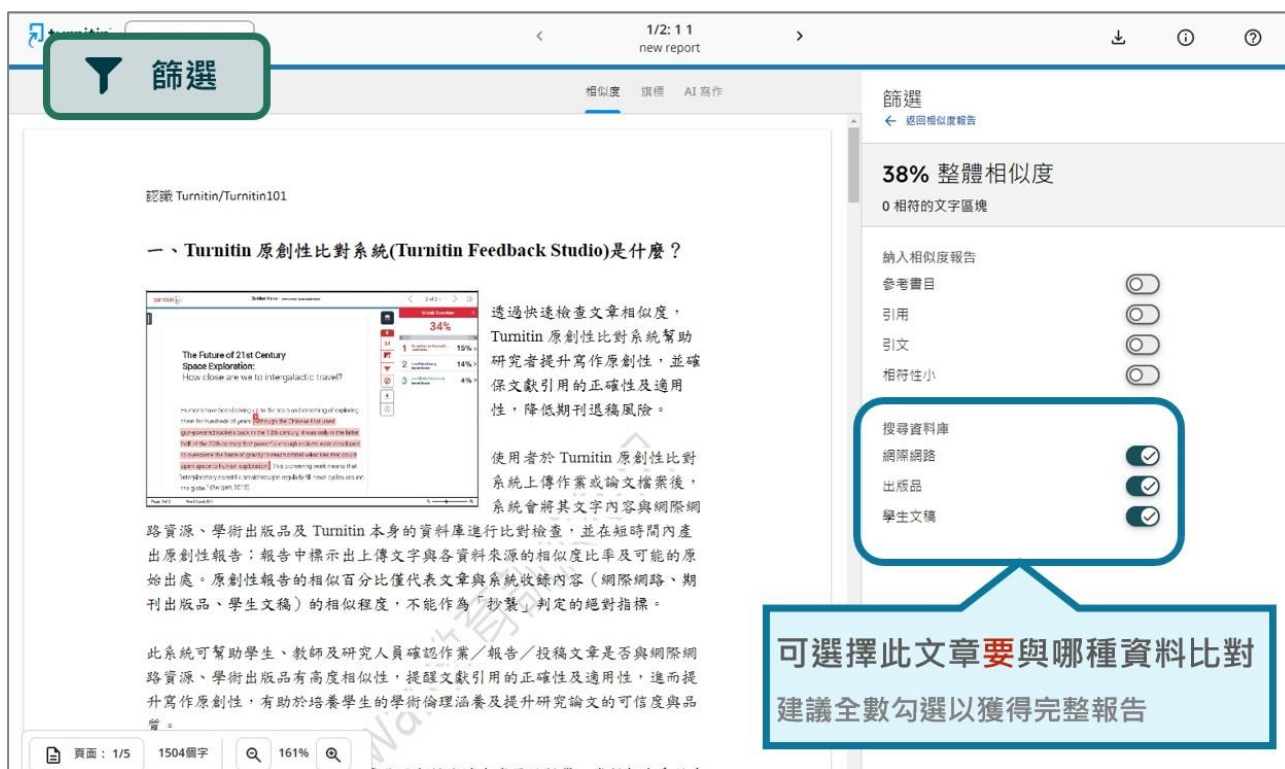 turnitin
篩選
1/2: 1 1
new report
相似度 旗標 AI 寫作
篩選
← 返回相似度報告
38% 整體相似度
0 相符的文字區塊
納入相似度報告
參考書目
引用
引文
相符性小
搜尋資料庫
網際網路
出版品
學生文稿
可選擇此文章要與哪種資料比對
建議全數勾選以獲得完整報告
認識 Turnitin/Turnitin101
一、Turnitin 原創性比對系統(Turnitin Feedback Studio)是什麼？
turnitin
34%
1 15%
2 14%
3 4%
The Future of 21st Century
Space Exploration:
How close are we to intergalactic travel?
透過快速檢查文章相似度，
Turnitin 原創性比對系統幫助
研究者提升寫作原創性，並確
保文獻引用的正確性及適用
性，降低期刊退稿風險。
使用者於 Turnitin 原創性比對
系統上傳作業或論文檔案後，
系統會將其文字內容與網際網
路資源、學術出版品及 Turnitin 本身的資料庫進行比對檢查，並在短時間內產
出原創性報告；報告中標示出上傳文字與各資料來源的相似度比率及可能的原
始出處。原創性報告的相似百分比僅代表文章與系統收錄內容（網際網路、期
刊出版品、學生文稿）的相似程度，不能作為「抄襲」判定的絕對指標。
此系統可幫助學生、教師及研究人員確認作業／報告／投稿文章是否與網際網
路資源、學術出版品有高度相似性，提醒文獻引用的正確性及適用性，進而提
升寫作原創性，有助於培養學生的學術倫理涵養及提升研究論文的可信度與品
質。
頁面：1/5 1504個字 161%